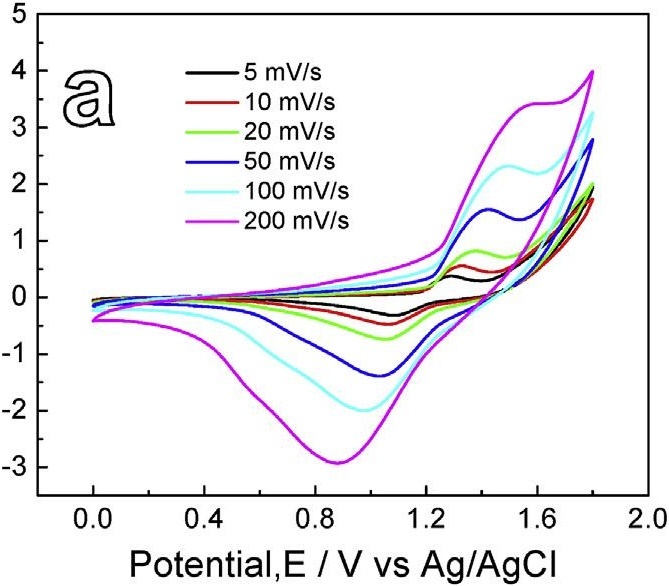 a
5 mV/s
10 mV/s
20 mV/s
50 mV/s
100 mV/s
200 mV/s
5
4
3
2
1
0
-1
-2
-3
0.0 0.4 0.8 1.2 1.6 2.0
Potential,E / V vs Ag/AgCl